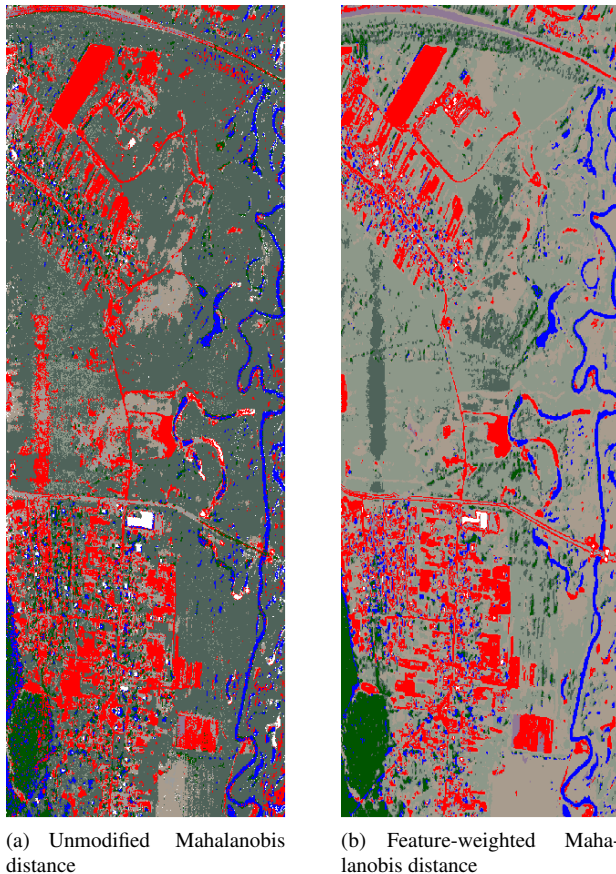 (a) Unmodified Mahalanobis
distance
(b) Feature-weighted Maha-
lanobis distance